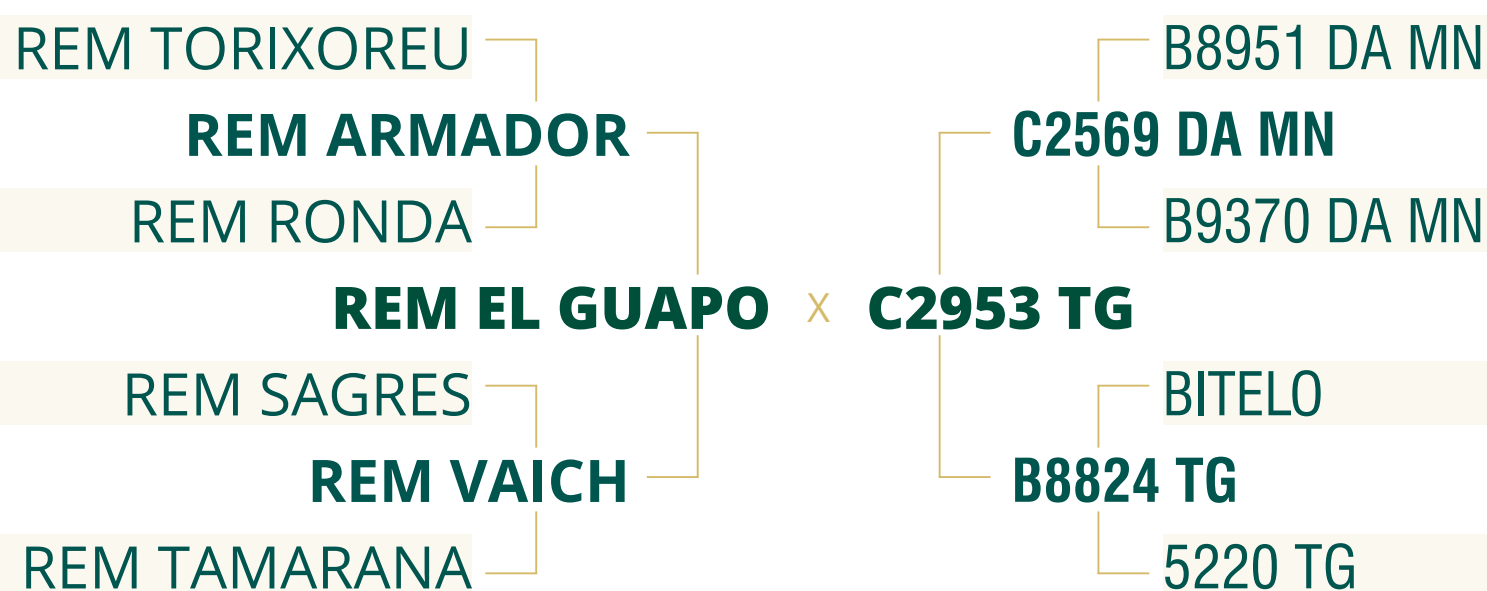 REM TORIXOREU
B8951 DA MN
REM ARMADOR
C2569 DA MN
REM RONDA
B9370 DA MN
REM EL GUAPO x C2953 TG
REM SAGRES
BITELO
REM VAICH
B8824 TG
REM TAMARANA
5220 TG